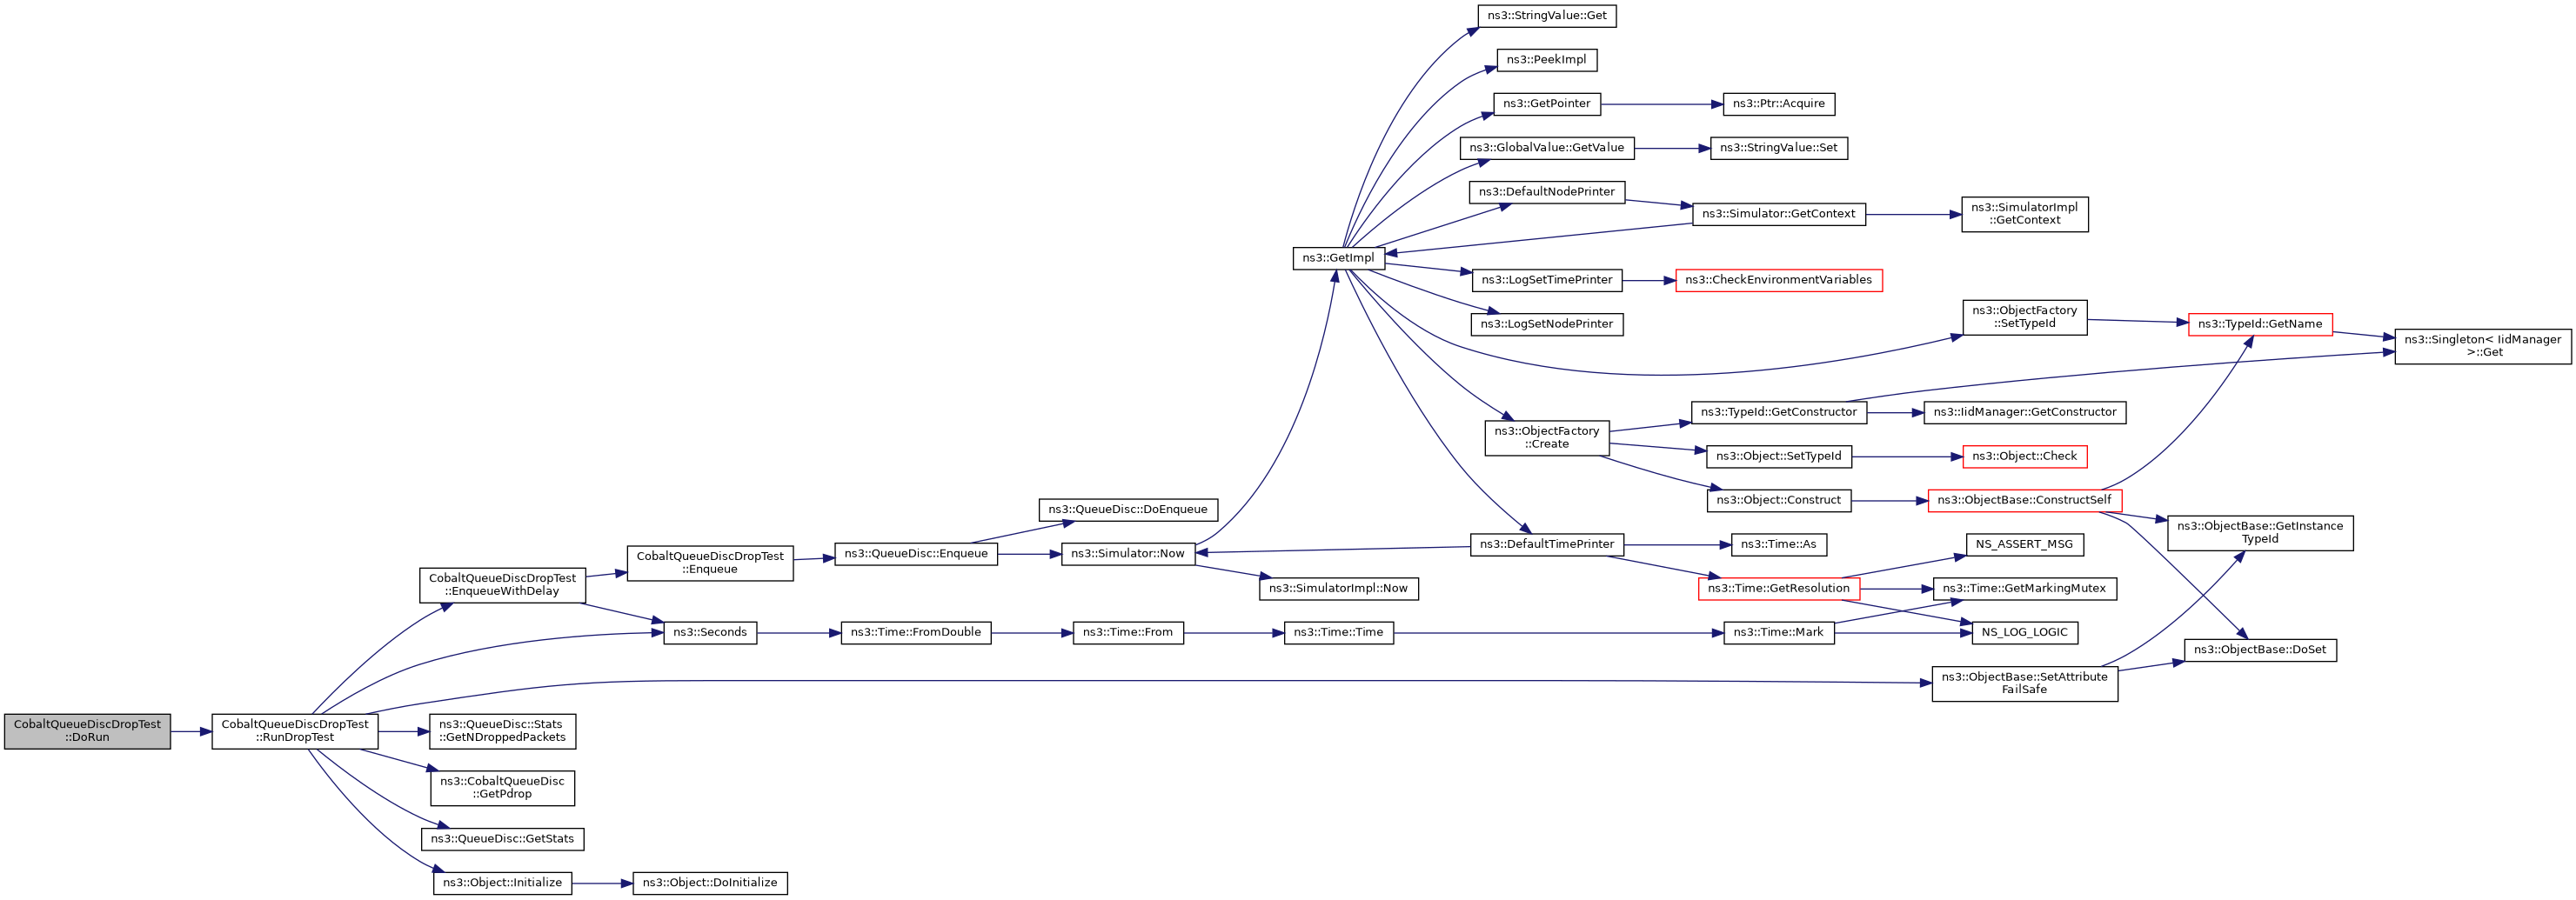 ns3::StringValue::Get
ns3::PeekImpl
ns3::GetPointer
ns3::Ptr::Acquire
ns3::GlobalValue::GetValue
ns3::StringValue::Set
ns3::DefaultNodePrinter
ns3::Simulator::GetContext
ns3::SimulatorImpl
::GetContext
ns3::GetImpl
ns3::LogSetTimePrinter
ns3::CheckEnvironmentVariables
ns3::LogSetNodePrinter
ns3::ObjectFactory
::SetTypeId
ns3::TypeId::GetName
ns3::Singleton< IidManager
>::Get
ns3::ObjectFactory
::Create
ns3::TypeId::GetConstructor
ns3::IidManager::GetConstructor
ns3::Object::SetTypeId
ns3::Object::Check
ns3::Object::Construct
ns3::ObjectBase::ConstructSelf
ns3::ObjectBase::GetInstance
TypeId
ns3::QueueDisc::DoEnqueue
ns3::DefaultTimePrinter
ns3::Time::As
NS_ASSERT_MSG
CobaltQueueDiscDropTest
::Enqueue
ns3::QueueDisc::Enqueue
ns3::Simulator::Now
ns3::SimulatorImpl::Now
ns3::Time::GetResolution
ns3::Time::GetMarkingMutex
CobaltQueueDiscDropTest
::EnqueueWithDelay
ns3::Seconds
ns3::Time::FromDouble
ns3::Time::From
ns3::Time::Time
ns3::Time::Mark
NS_LOG_LOGIC
ns3::ObjectBase::DoSet
ns3::ObjectBase::SetAttribute
FailSafe
CobaltQueueDiscDropTest
::DoRun
CobaltQueueDiscDropTest
::RunDropTest
ns3::QueueDisc::Stats
::GetNDroppedPackets
ns3::CobaltQueueDisc
::GetPdrop
ns3::QueueDisc::GetStats
ns3::Object::Initialize
ns3::Object::DoInitialize